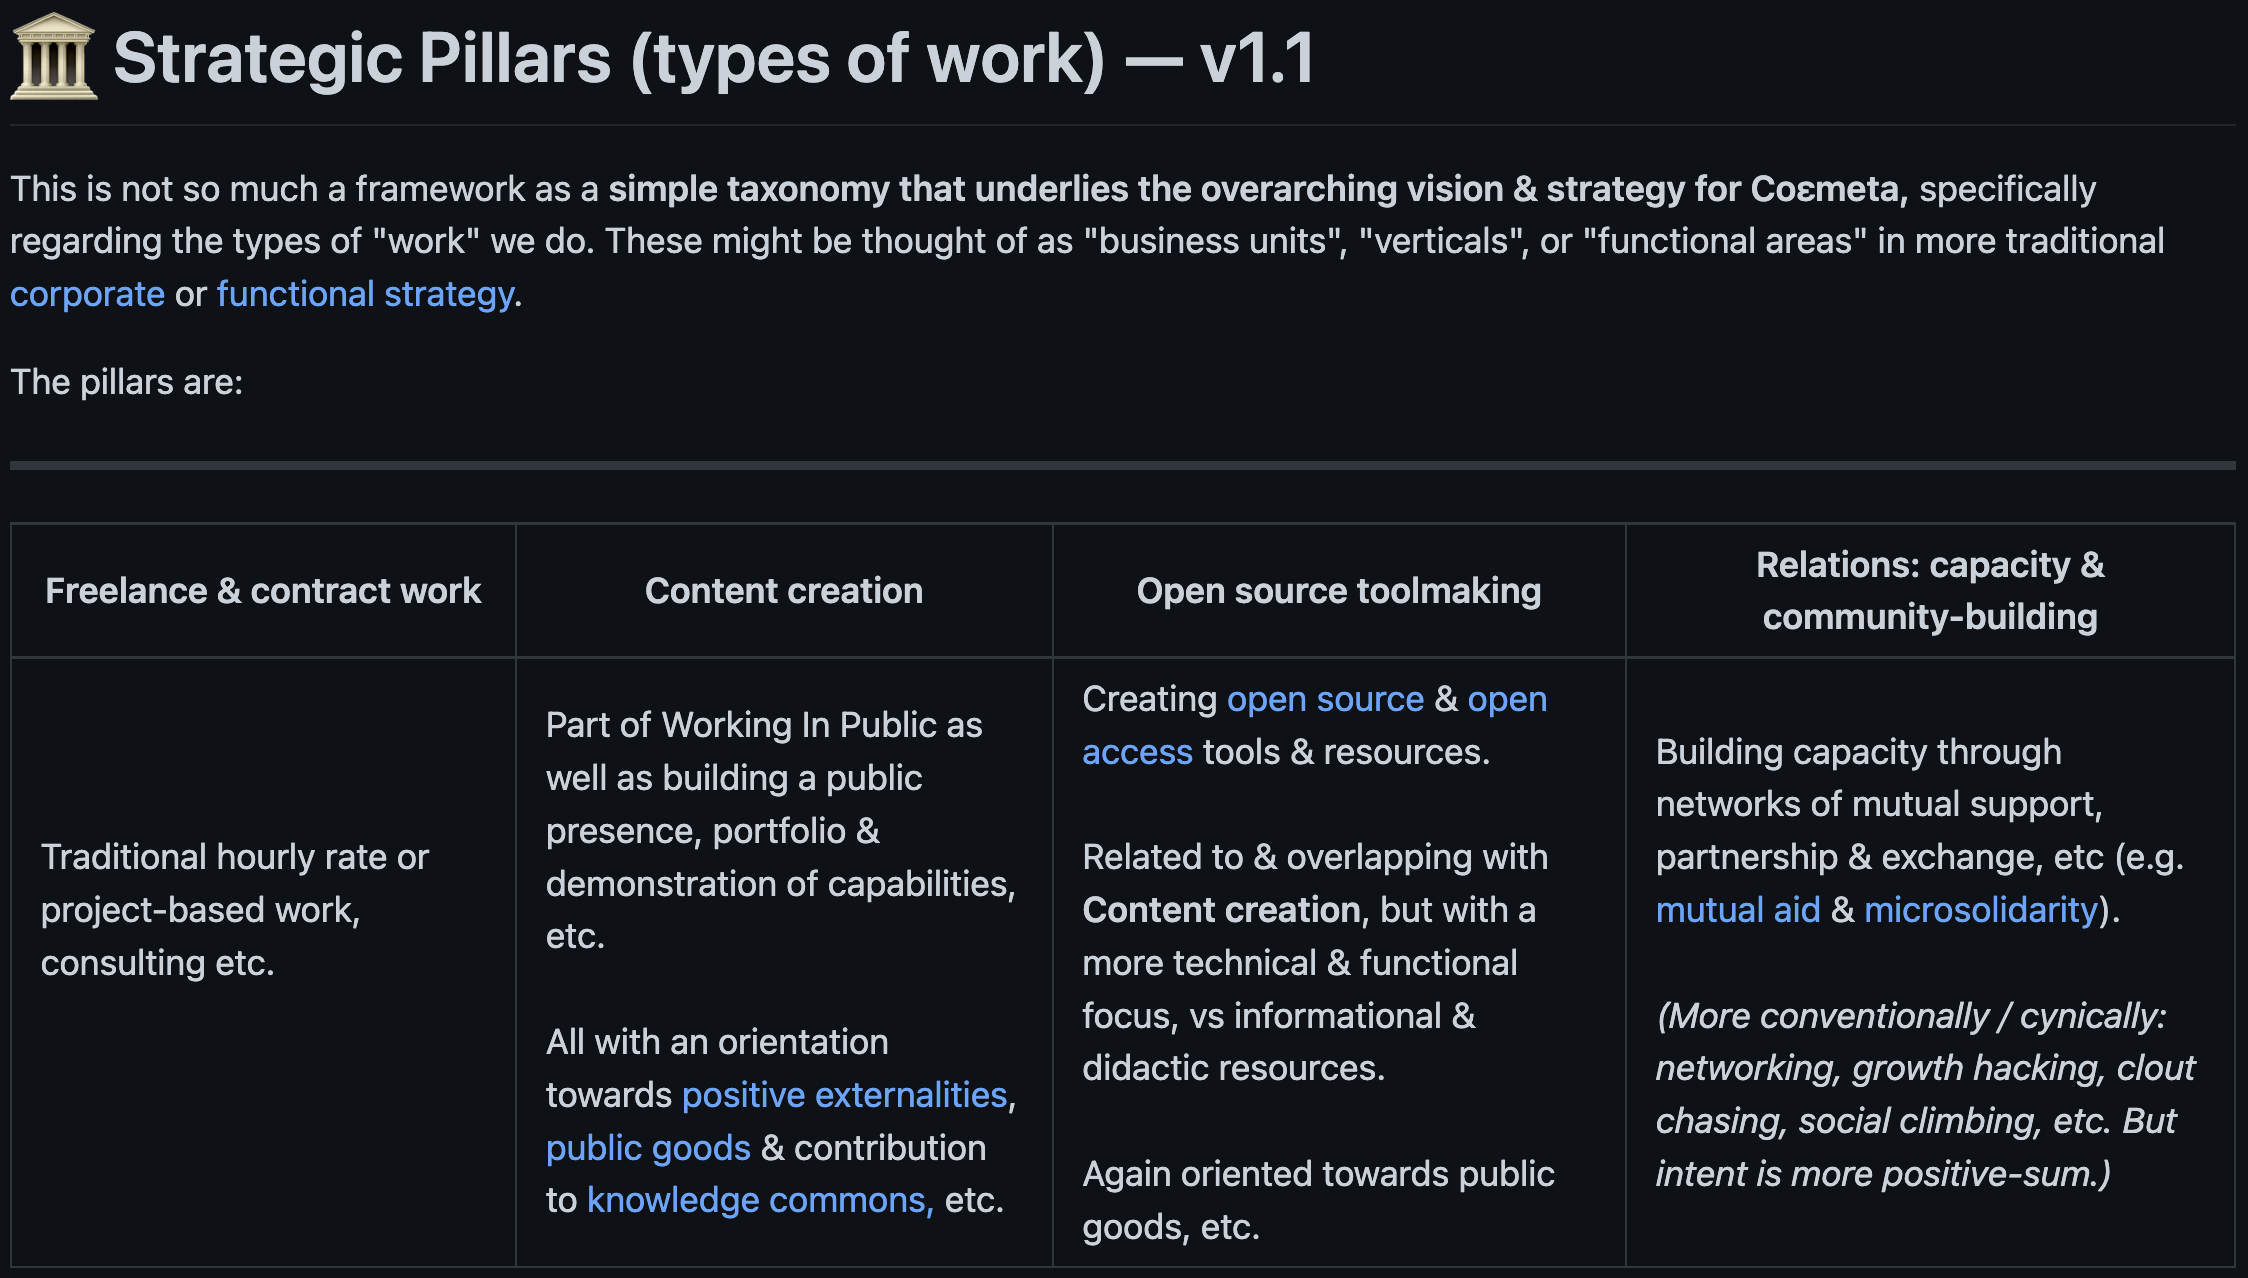 Strategic Pillars (types of work) — v1.1
This is not so much a framework as a simple taxonomy that underlies the overarching vision & strategy for Coεmeta, specifically
regarding the types of "work" we do. These might be thought of as "business units", "verticals", or "functional areas" in more traditional
corporate or functional strategy.
The pillars are:
Freelance & contract work
Content creation
Open source toolmaking
Relations: capacity &
community-building
Traditional hourly rate or
project-based work,
consulting etc.
Part of Working In Public as
well as building a public
presence, portfolio &
demonstration of capabilities,
etc.
All with an orientation
towards positive externalities,
public goods & contribution
to knowledge commons, etc.
Creating open source & open
access tools & resources.
Related to & overlapping with
Content creation, but with a
more technical & functional
focus, vs informational &
didactic resources.
Again oriented towards public
goods, etc.
Building capacity through
networks of mutual support,
partnership & exchange, etc (e.g.
mutual aid & microsolidarity).
(More conventionally / cynically:
networking, growth hacking, clout
chasing, social climbing, etc. But
intent is more positive-sum.)